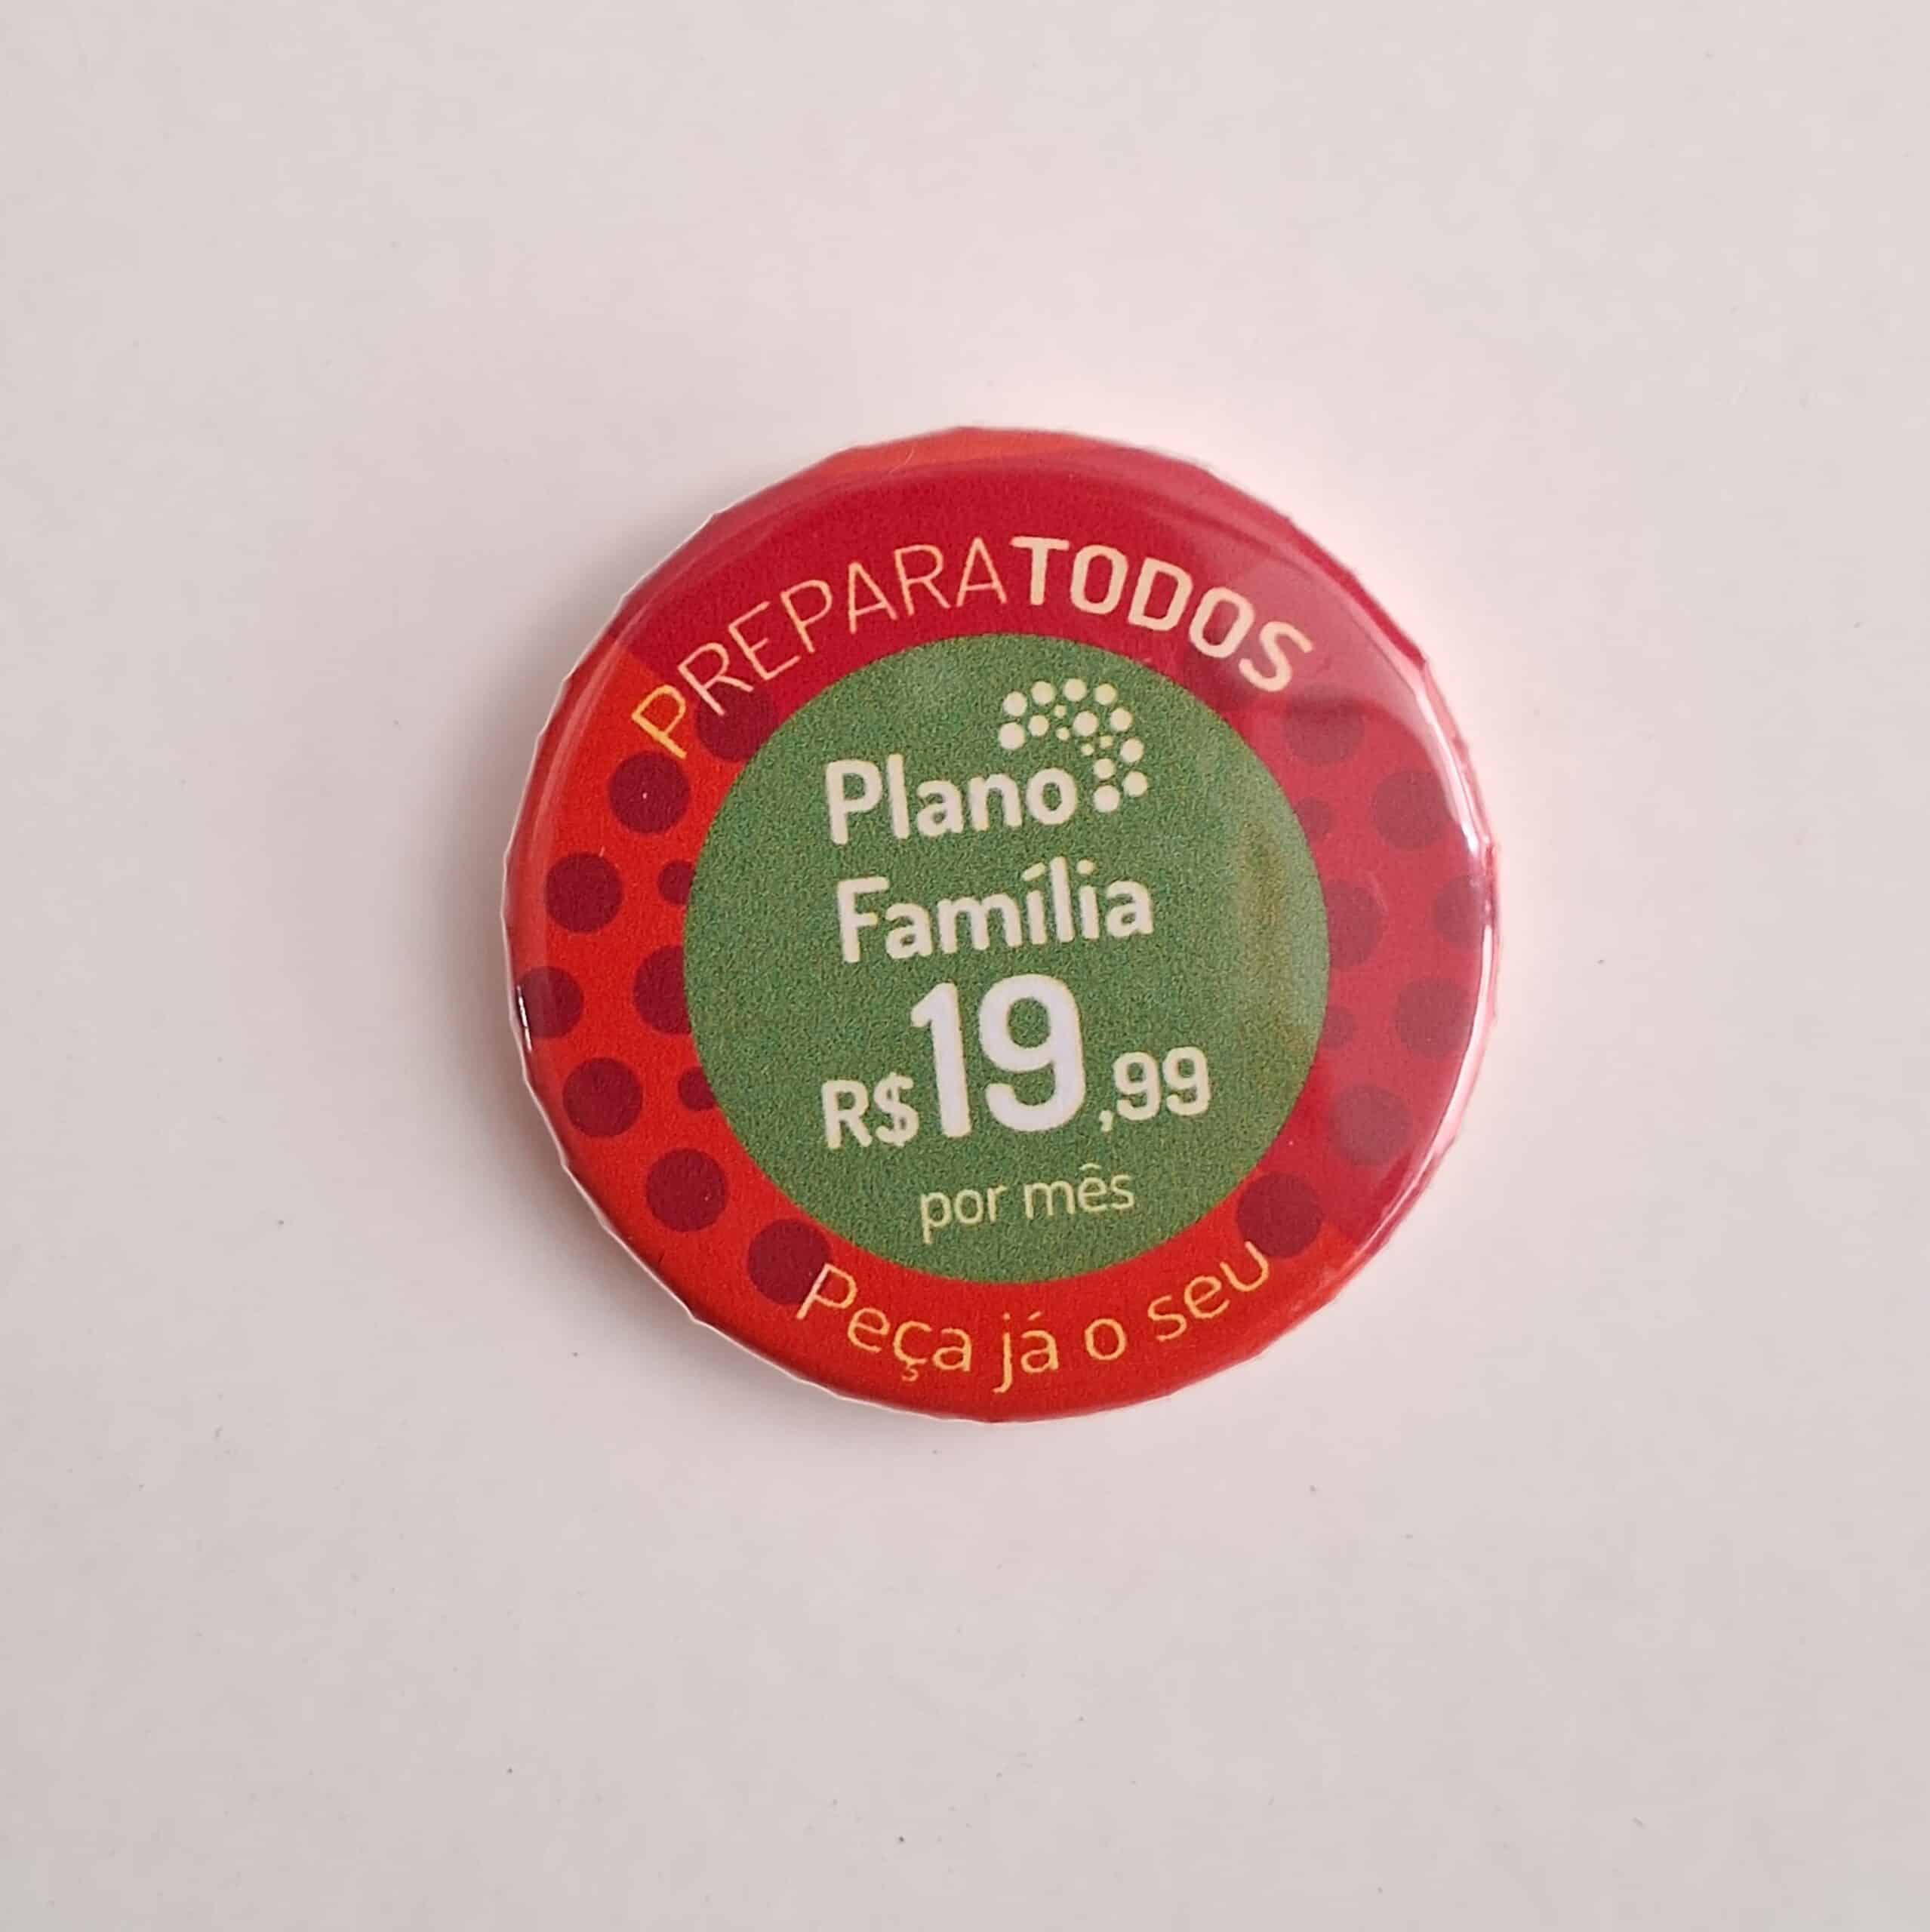 PREPARATODOS
Plano
Família
R$19,99
por mês
Peça já o seu